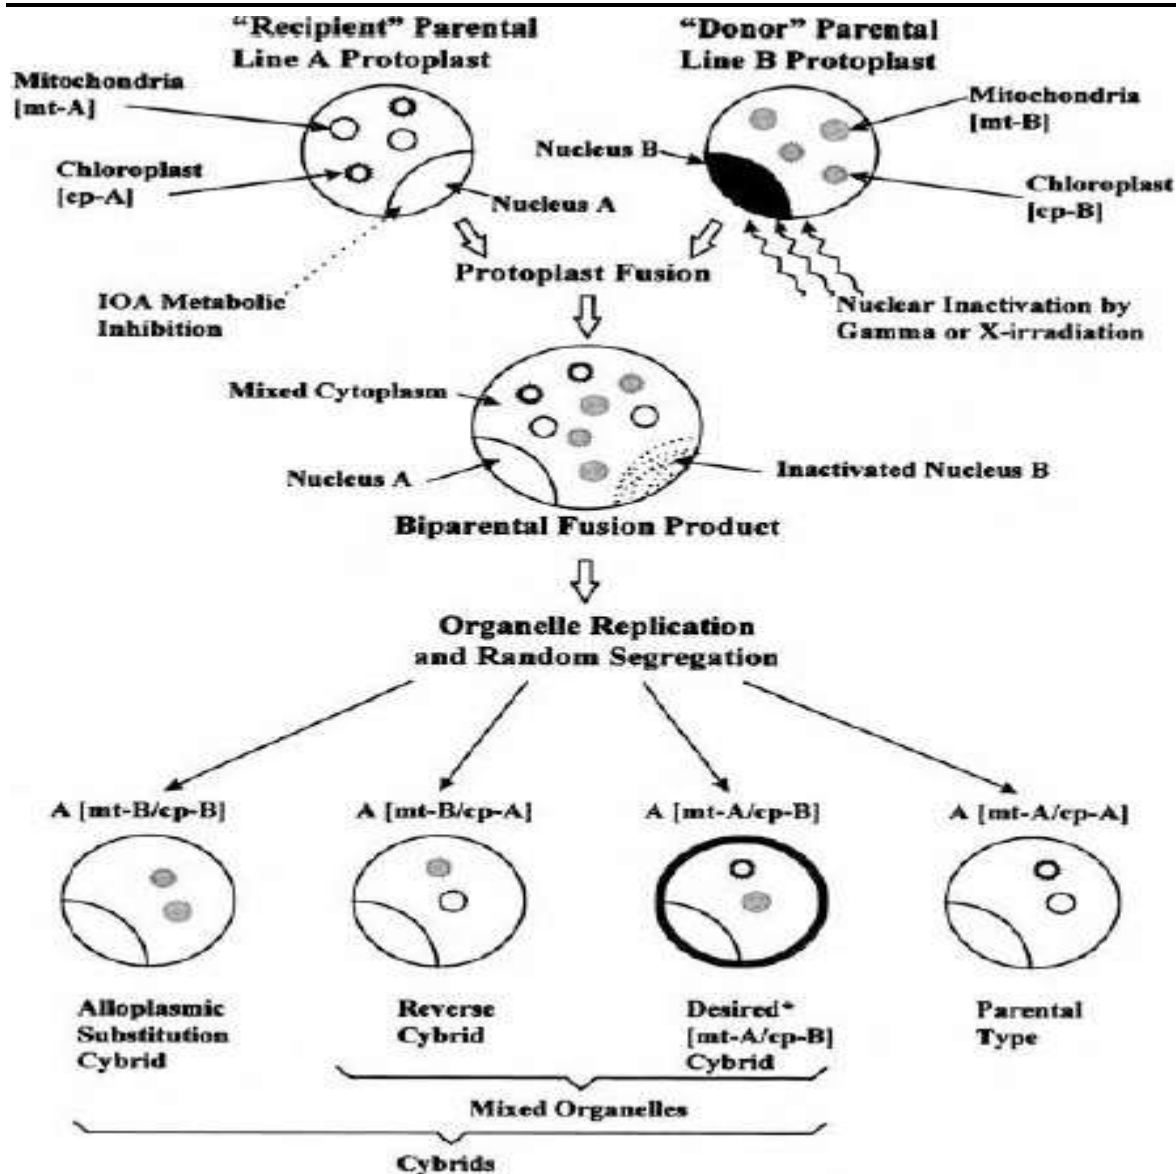 “Recipient” Parental
Line A Protoplast
“Donor” Parental
Line B Protoplast
Mitochondria
[mt-A]
Chloroplast
[cp-A]
Nucleus A
IOA Metabolic
Inhibition
Nucleus B
Mitochondria
[mt-B]
Chloroplast
[cp-B]
Protoplast Fusion
Nuclear Inactivation by
Gamma or X-irradiation
Mixed Cytoplasm
Nucleus A
Inactivated Nucleus B
Biparental Fusion Product
Organelle Replication
and Random Segregation
A [mt-B/cp-B]
A [mt-B/cp-A]
A [mt-A/cp-B]
A [mt-A/cp-A]
Alloplasmic
Substitution
Cybrid
Reverse
Cybrid
Desired*
[mt-A/cp-B]
Cybrid
Parental
Type
Mixed Organelles
Cybrids